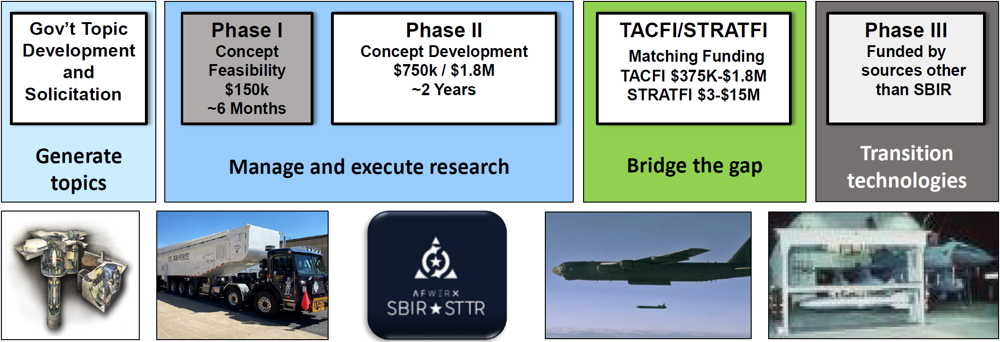 Gov’t Topic
Development
and
Solicitation
Generate
topics
Phase I
Concept
Feasibility
$150k
~6 Months
Phase II
Concept Development
$750k / $1.8M
~2 Years
Manage and execute research
TACFI/STRATFI
Matching Funding
TACFI $375K-$1.8M
STRATFI $3-$15M
Bridge the gap
Phase III
Funded by
sources other
than SBIR
Transition
technologies
U.S. AIR FORCE
AFWERX
SBIR★STTR